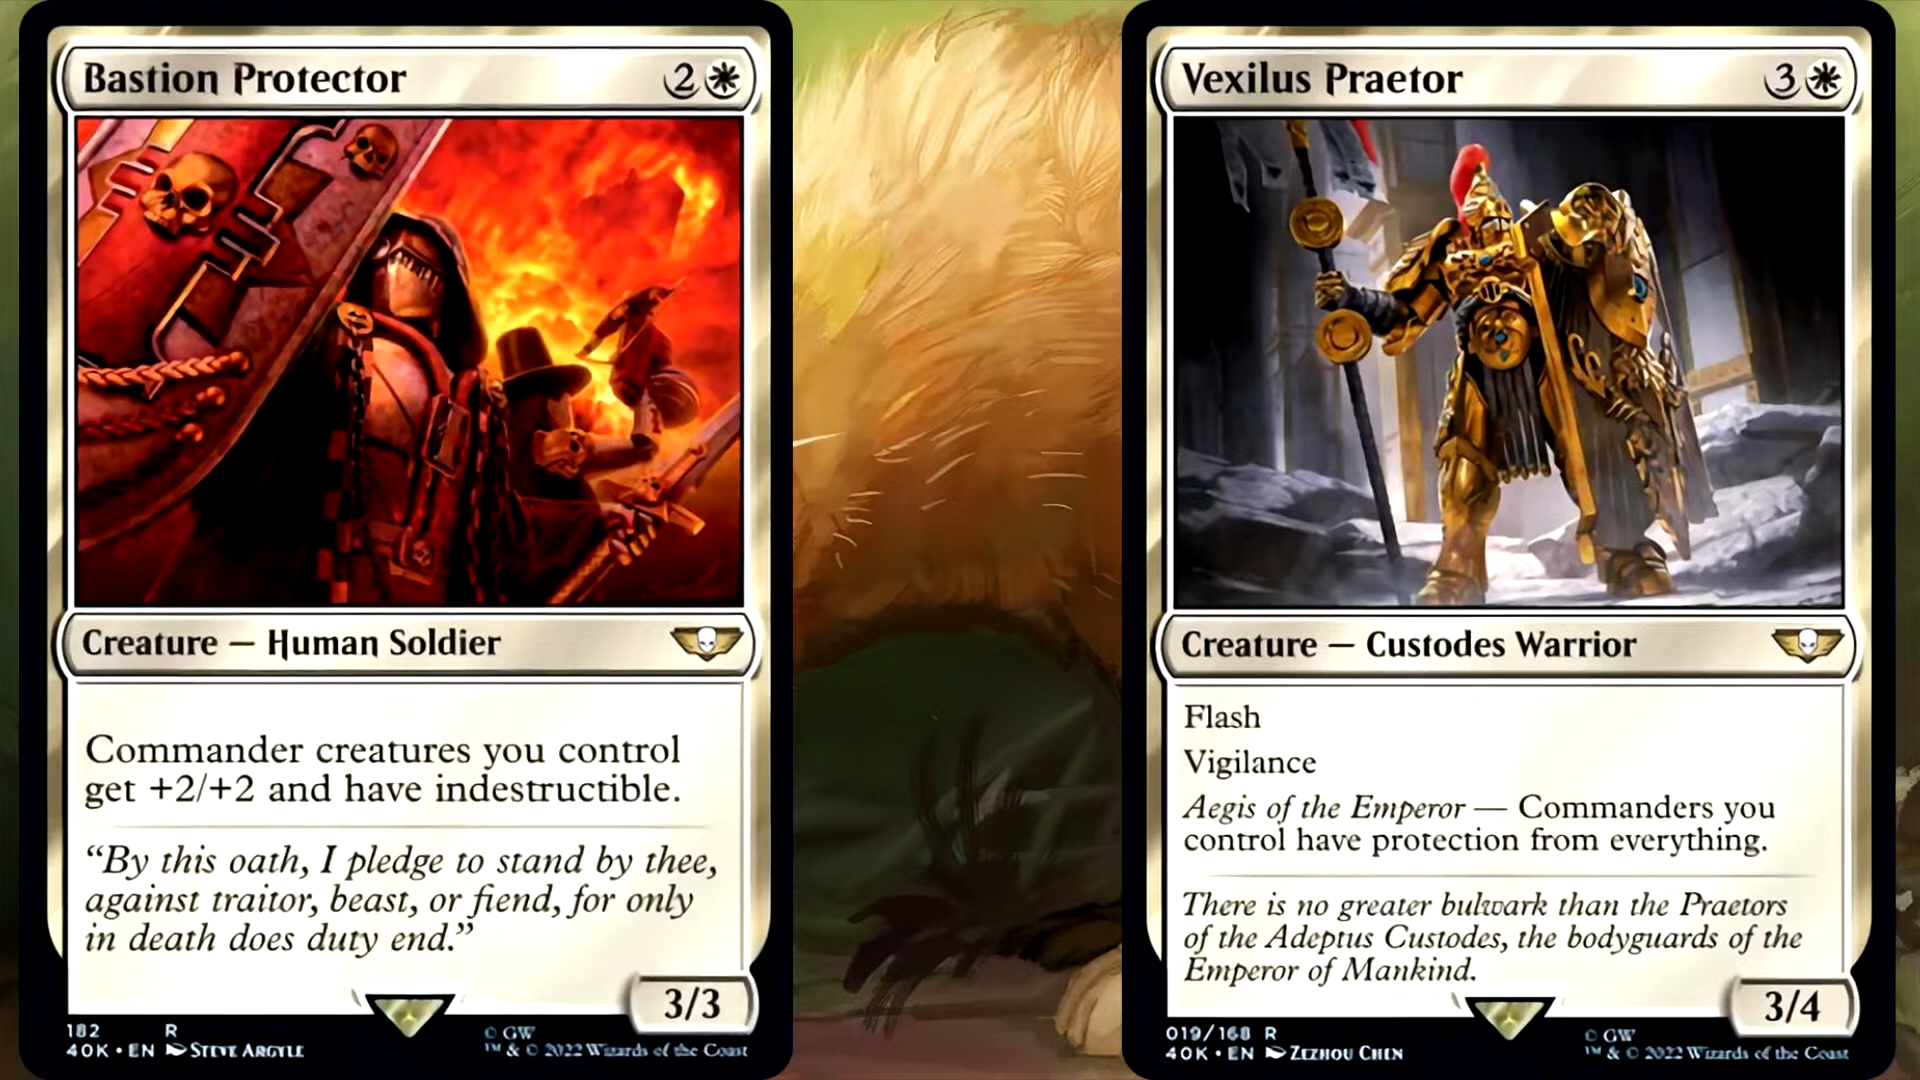 Bastion Protector 2
Creature — Human Soldier
Commander creatures you control
get +2/+2 and have indestructible.
“By this oath, I pledge to stand by thee,
against traitor, beast, or fiend, for only
in death does duty end.”
3/3
182 R
40K • EN STEVE ARGYLE
© GW
™ & © 2022 Wizards of the Coast
Vexilus Praetor 3
Creature — Custodes Warrior
Flash
Vigilance
Aegis of the Emperor — Commanders you
control have protection from everything.
There is no greater bulwark than the Praetors
of the Adeptus Custodes, the bodyguards of the
Emperor of Mankind.
3/4
019/168 R
40K • EN ZEZHOU CHEN
© GW
™ & © 2022 Wizards of the Coast